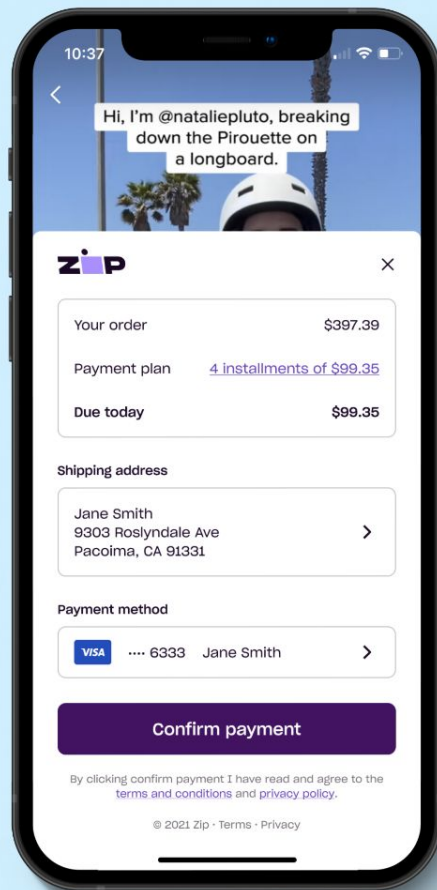 10:37
Hi, I'm @nataliepluto, breaking
down the Pirouette on
a longboard.
zip
Your order $397.39
Payment plan 4 installments of $99.35
Due today $99.35
Shipping address
Jane Smith
9303 Roslyndale Ave
Pacoima, CA 91331
Payment method
VISA .... 6333 Jane Smith
Confirm payment
By clicking confirm payment I have read and agree to the
terms and conditions and privacy policy.
© 2021 Zip · Terms · Privacy